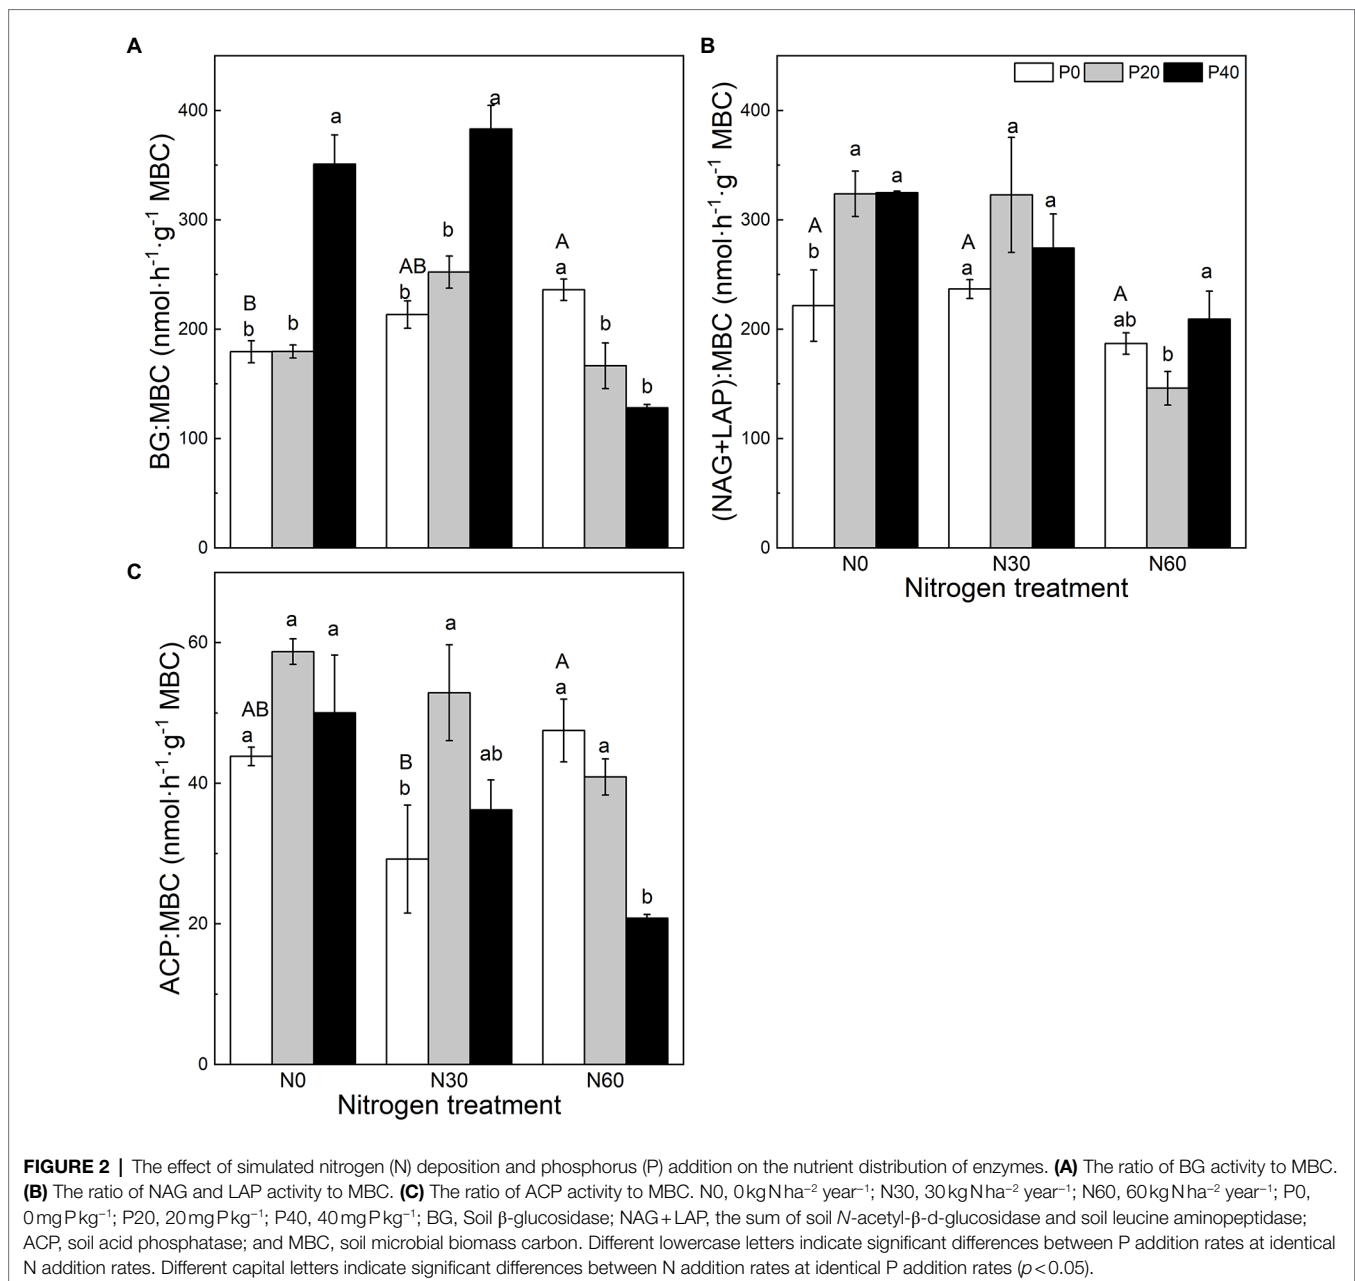 A
BG:MBC (nmol·h⁻¹·g⁻¹ MBC)
400
300
200
100
0
B
b
b
a
AB
b
b
a
A
a
b
b
B
(NAG+LAP):MBC (nmol·h⁻¹·g⁻¹ MBC)
P0 P20 P40
400
300
200
100
0
A
b
a
a
A
a
a
a
A
ab
b
a
N0 N30 N60
Nitrogen treatment
C
ACP:MBC (nmol·h⁻¹·g⁻¹ MBC)
60
40
20
0
AB
a
a
a
B
b
a
ab
A
a
a
b
N0 N30 N60
Nitrogen treatment
FIGURE 2 | The effect of simulated nitrogen (N) deposition and phosphorus (P) addition on the nutrient distribution of enzymes. (A) The ratio of BG activity to MBC.
(B) The ratio of NAG and LAP activity to MBC. (C) The ratio of ACP activity to MBC. N0, 0 kg N ha⁻² year⁻¹; N30, 30 kg N ha⁻² year⁻¹; N60, 60 kg N ha⁻² year⁻¹; P0,
0 mg P kg⁻¹; P20, 20 mg P kg⁻¹; P40, 40 mg P kg⁻¹; BG, Soil β-glucosidase; NAG + LAP, the sum of soil N-acetyl-β-d-glucosidase and soil leucine aminopeptidase;
ACP, soil acid phosphatase; and MBC, soil microbial biomass carbon. Different lowercase letters indicate significant differences between P addition rates at identical
N addition rates. Different capital letters indicate significant differences between N addition rates at identical P addition rates (p < 0.05).